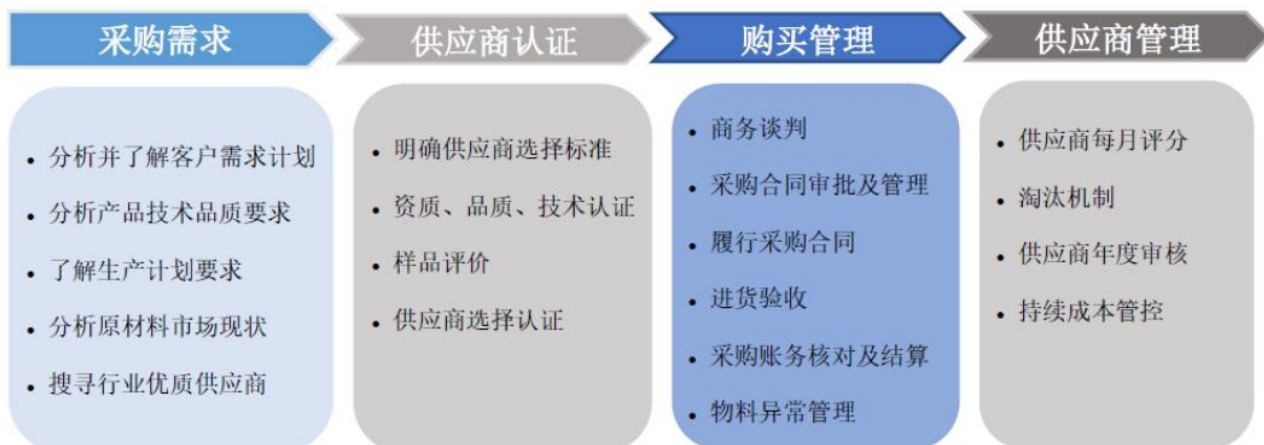 采购需求
供应商认证
购买管理
供应商管理
• 分析并了解客户需求计划
• 分析产品技术品质要求
• 了解生产计划要求
• 分析原材料市场现状
• 搜寻行业优质供应商
• 明确供应商选择标准
• 资质、品质、技术认证
• 样品评价
• 供应商选择认证
• 商务谈判
• 采购合同审批及管理
• 履行采购合同
• 进货验收
• 采购账务核对及结算
• 物料异常管理
• 供应商每月评分
• 淘汰机制
• 供应商年度审核
• 持续成本管控